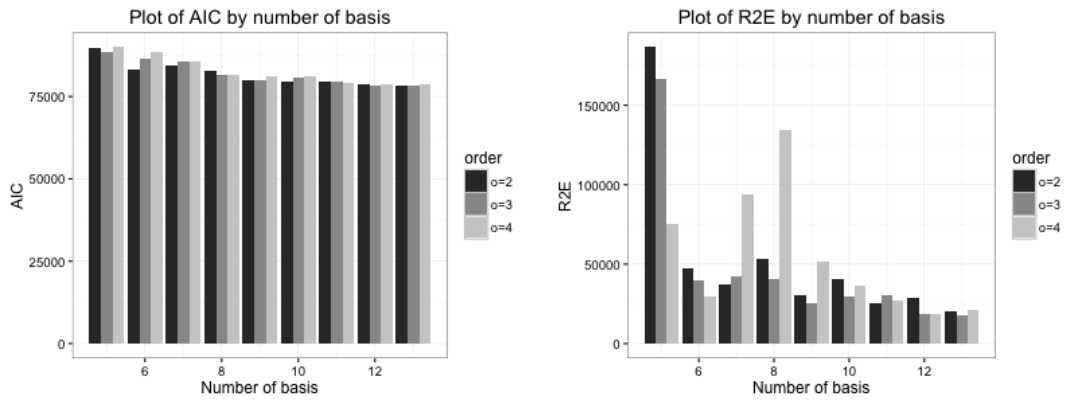 Plot of AIC by number of basis
AIC
75000
50000
25000
0
6
8
10
12
Number of basis
order
o=2
o=3
o=4
Plot of R2E by number of basis
R2E
150000
100000
50000
0
6
8
10
12
Number of basis
order
o=2
o=3
o=4